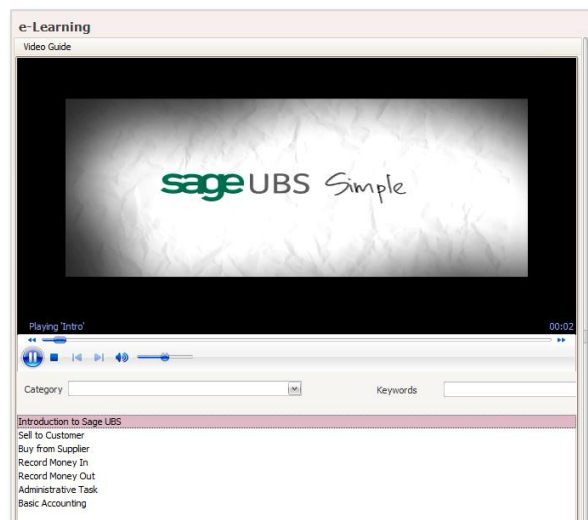 e-Learning
Video Guide
sage UBS Simple
Playing 'Intro' 00:02
Category Keywords
Introduction to Sage UBS
Sell to Customer
Buy from Supplier
Record Money In
Record Money Out
Administrative Task
Basic Accounting